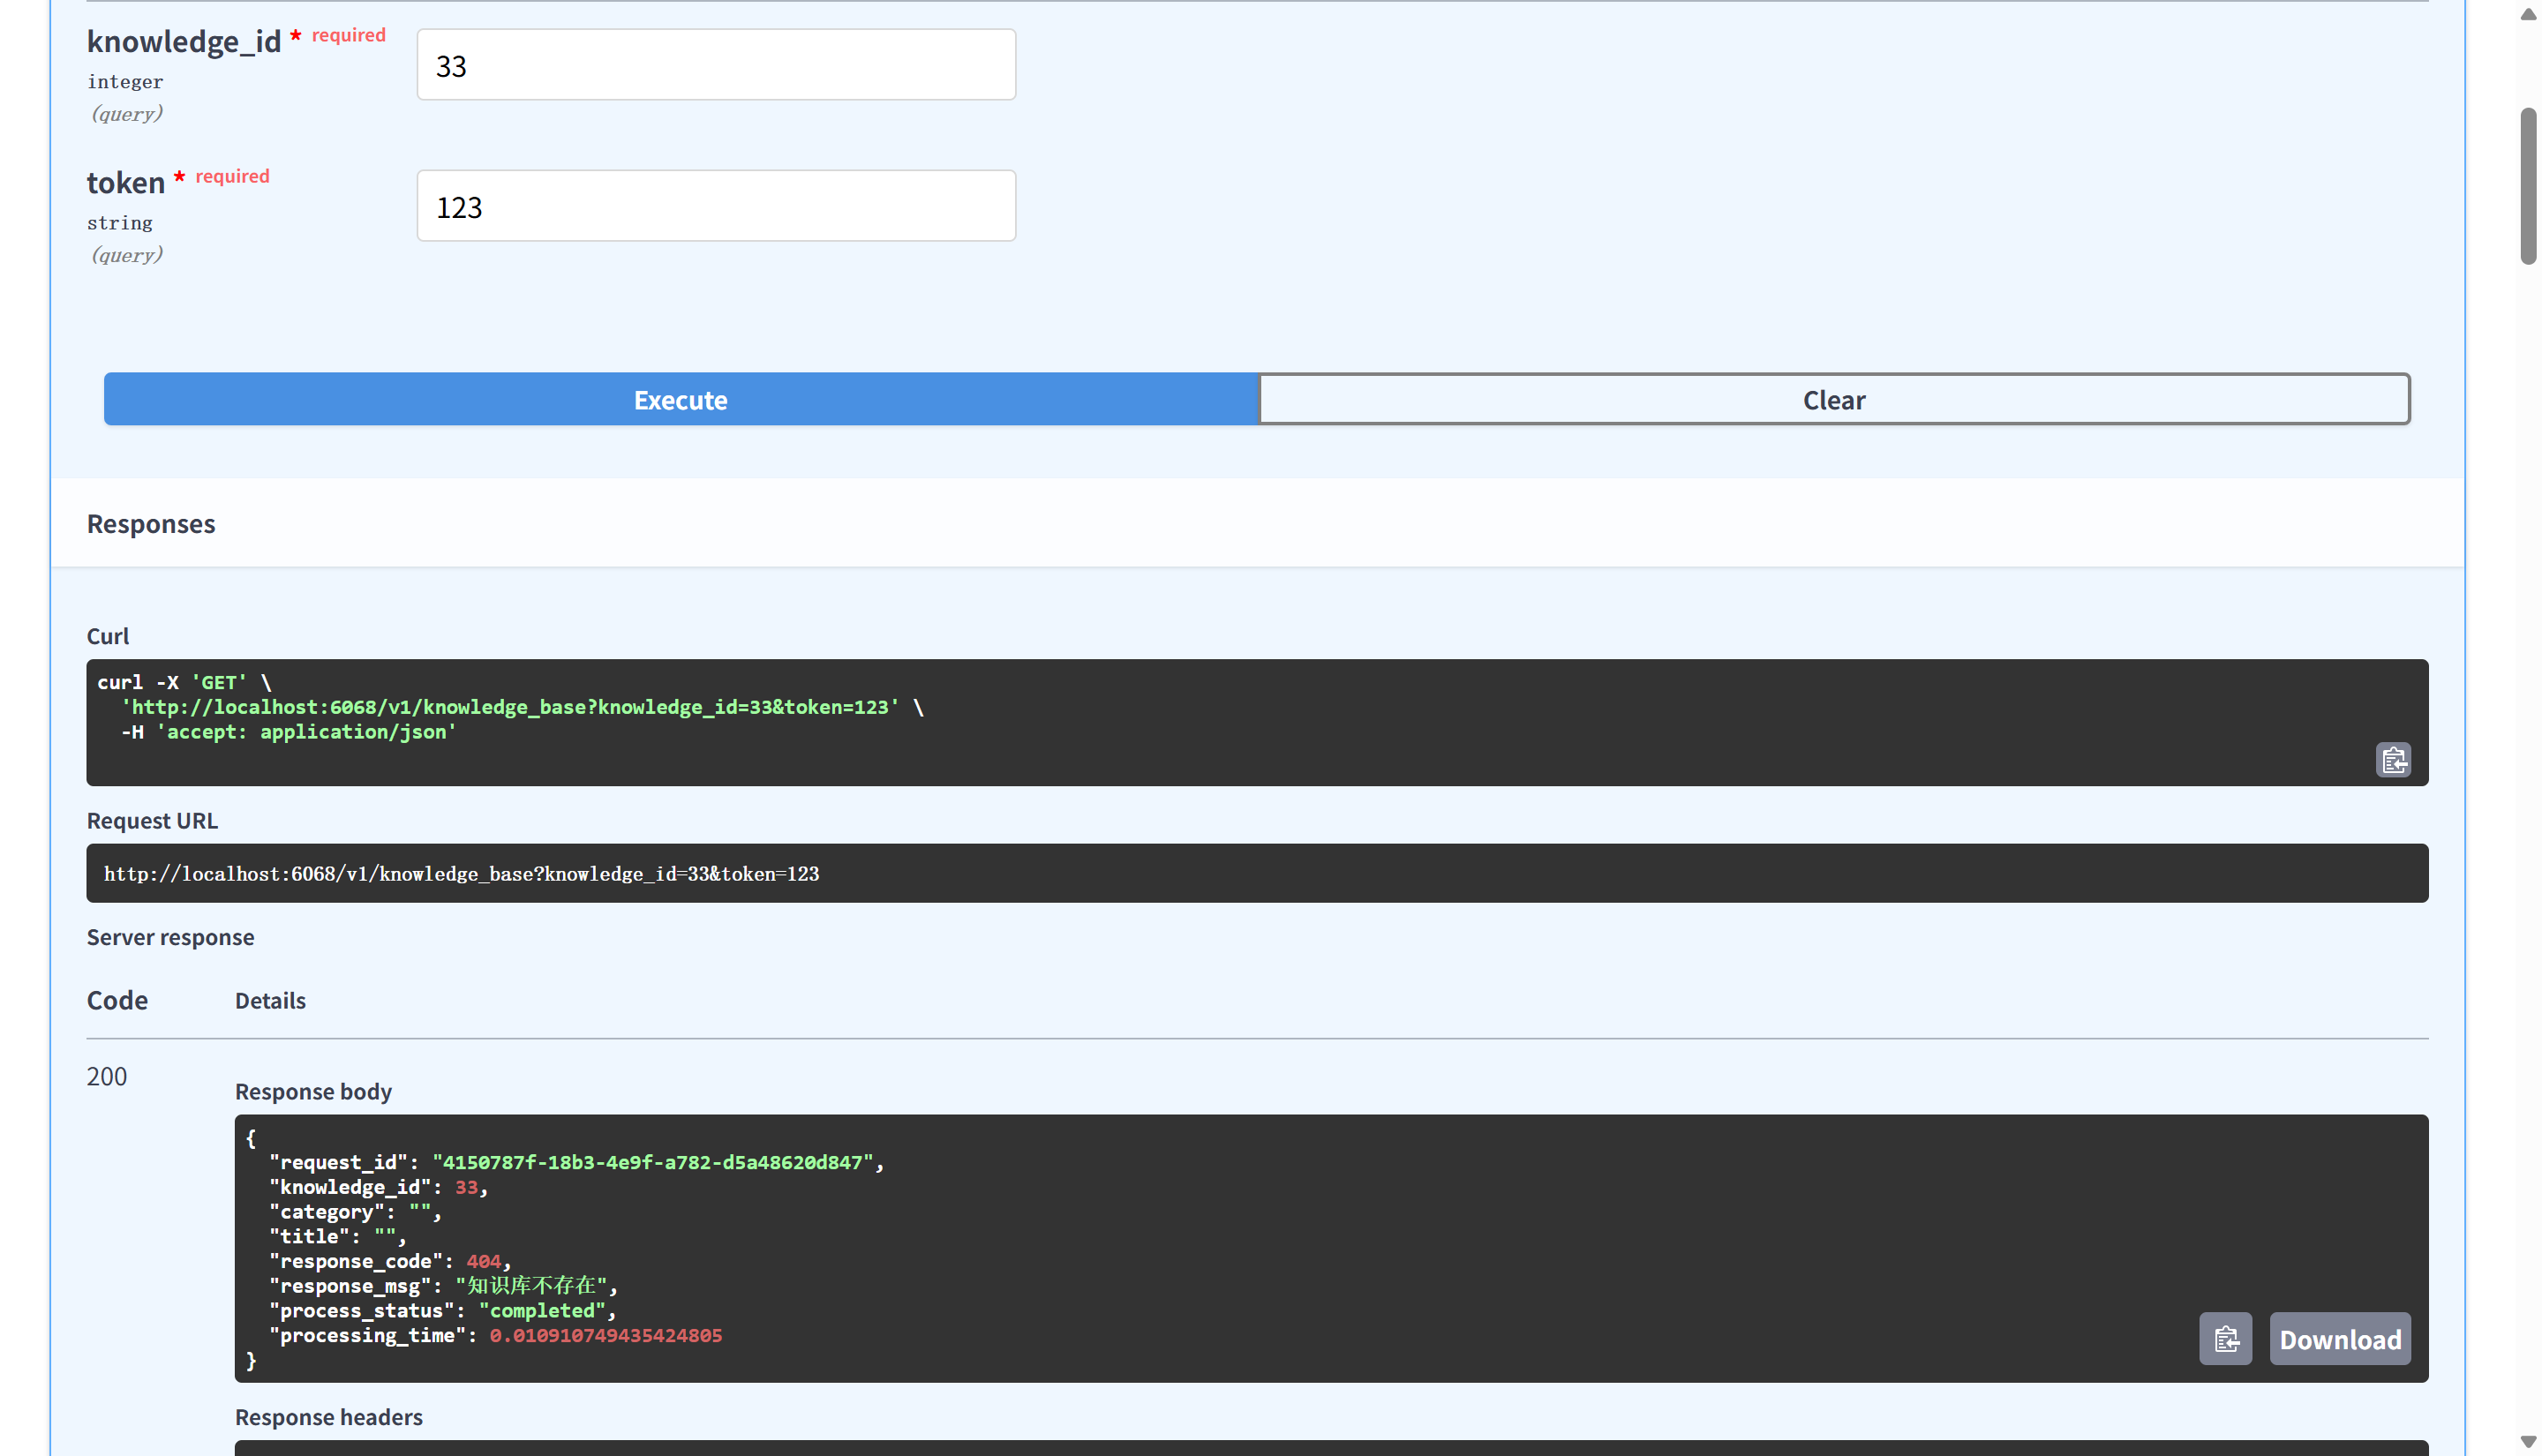 knowledge_id * required
integer
(query)
33
token * required
string
(query)
123
Execute
Clear
Responses
Curl
curl -X 'GET' \
  'http://localhost:6068/v1/knowledge_base?knowledge_id=33&token=123' \
  -H 'accept: application/json'
Request URL
http://localhost:6068/v1/knowledge_base?knowledge_id=33&token=123
Server response
Code
Details
200
Response body
{
  "request_id": "4150787f-18b3-4e9f-a782-d5a48620d847",
  "knowledge_id": 33,
  "category": "",
  "title": "",
  "response_code": 404,
  "response_msg": "知识库不存在",
  "process_status": "completed",
  "processing_time": 0.010910749435424805
}
Download
Response headers